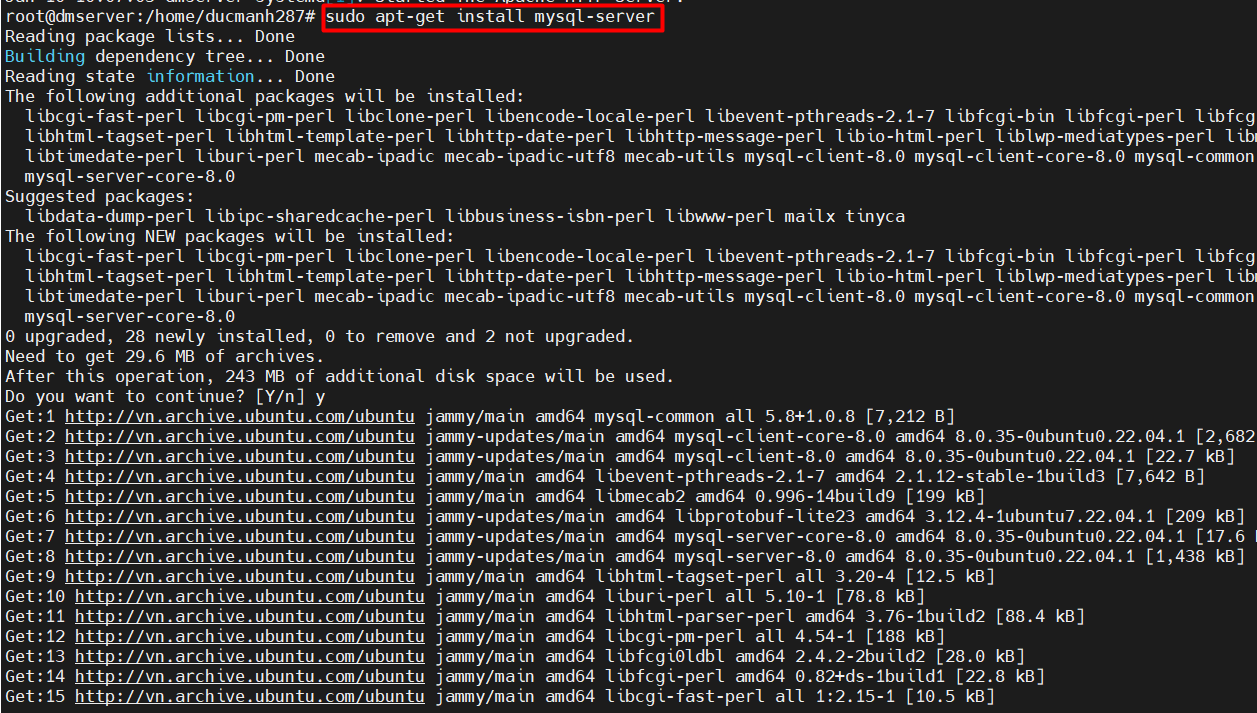 root@dmserver:/home/ducmanh287# sudo apt-get install mysql-server
Reading package lists... Done
Building dependency tree... Done
Reading state information... Done
The following additional packages will be installed:
  libcgi-fast-perl libcgi-pm-perl libclone-perl libencode-locale-perl libevent-pthreads-2.1-7 libfcgi-bin libfcgi-perl libfcg
  libhtml-tagset-perl libhtml-template-perl libhttp-date-perl libhttp-message-perl libio-html-perl liblwp-mediatypes-perl lib
  libtimedate-perl liburi-perl mecab-ipadic mecab-ipadic-utf8 mecab-utils mysql-client-8.0 mysql-client-core-8.0 mysql-common
  mysql-server-core-8.0
Suggested packages:
  libdata-dump-perl libipc-sharedcache-perl libbusiness-isbn-perl libwww-perl mailx tinyca
The following NEW packages will be installed:
  libcgi-fast-perl libcgi-pm-perl libclone-perl libencode-locale-perl libevent-pthreads-2.1-7 libfcgi-bin libfcgi-perl libfcg
  libhtml-tagset-perl libhtml-template-perl libhttp-date-perl libhttp-message-perl libio-html-perl liblwp-mediatypes-perl lib
  libtimedate-perl liburi-perl mecab-ipadic mecab-ipadic-utf8 mecab-utils mysql-client-8.0 mysql-client-core-8.0 mysql-common
  mysql-server-core-8.0
0 upgraded, 28 newly installed, 0 to remove and 2 not upgraded.
Need to get 29.6 MB of archives.
After this operation, 243 MB of additional disk space will be used.
Do you want to continue? [Y/n] y
Get:1 http://vn.archive.ubuntu.com/ubuntu jammy/main amd64 mysql-common all 5.8+1.0.8 [7,212 B]
Get:2 http://vn.archive.ubuntu.com/ubuntu jammy-updates/main amd64 mysql-client-core-8.0 amd64 8.0.35-0ubuntu0.22.04.1 [2,682
Get:3 http://vn.archive.ubuntu.com/ubuntu jammy-updates/main amd64 mysql-client-8.0 amd64 8.0.35-0ubuntu0.22.04.1 [22.7 kB]
Get:4 http://vn.archive.ubuntu.com/ubuntu jammy/main amd64 libevent-pthreads-2.1-7 amd64 2.1.12-stable-1build3 [7,642 B]
Get:5 http://vn.archive.ubuntu.com/ubuntu jammy/main amd64 libmecab2 amd64 0.996-14build9 [199 kB]
Get:6 http://vn.archive.ubuntu.com/ubuntu jammy-updates/main amd64 libprotobuf-lite23 amd64 3.12.4-1ubuntu7.22.04.1 [209 kB]
Get:7 http://vn.archive.ubuntu.com/ubuntu jammy-updates/main amd64 mysql-server-core-8.0 amd64 8.0.35-0ubuntu0.22.04.1 [17.6
Get:8 http://vn.archive.ubuntu.com/ubuntu jammy-updates/main amd64 mysql-server-8.0 amd64 8.0.35-0ubuntu0.22.04.1 [1,438 kB]
Get:9 http://vn.archive.ubuntu.com/ubuntu jammy/main amd64 libhtml-tagset-perl all 3.20-4 [12.5 kB]
Get:10 http://vn.archive.ubuntu.com/ubuntu jammy/main amd64 liburi-perl all 5.10-1 [78.8 kB]
Get:11 http://vn.archive.ubuntu.com/ubuntu jammy/main amd64 libhtml-parser-perl amd64 3.76-1build2 [88.4 kB]
Get:12 http://vn.archive.ubuntu.com/ubuntu jammy/main amd64 libcgi-pm-perl all 4.54-1 [188 kB]
Get:13 http://vn.archive.ubuntu.com/ubuntu jammy/main amd64 libfcgi0ldbl amd64 2.4.2-2build2 [28.0 kB]
Get:14 http://vn.archive.ubuntu.com/ubuntu jammy/main amd64 libfcgi-perl amd64 0.82+ds-1build1 [22.8 kB]
Get:15 http://vn.archive.ubuntu.com/ubuntu jammy/main amd64 libcgi-fast-perl all 1:2.15-1 [10.5 kB]